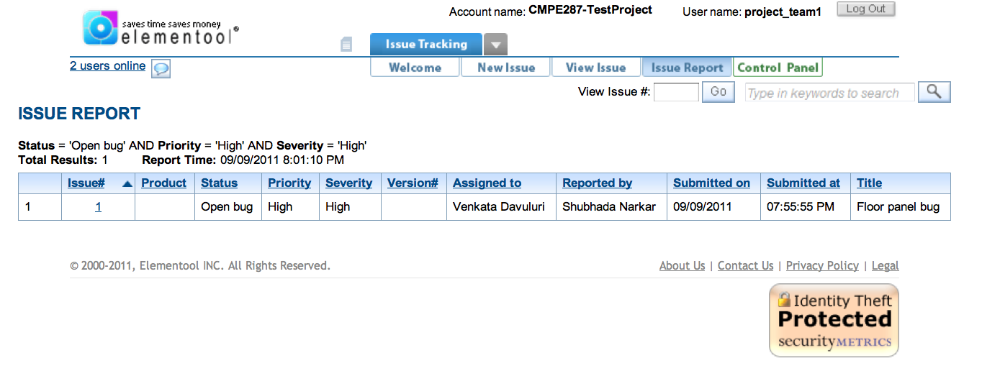 Account name: CMPE287-TestProject User name: project_team1 Log Out
saves time saves money
elementool®
Issue Tracking
2 users online
Welcome New Issue View Issue Issue Report Control Panel
View Issue #: Go Type in keywords to search
ISSUE REPORT
Status = 'Open bug' AND Priority = 'High' AND Severity = 'High'
Total Results: 1 Report Time: 09/09/2011 8:01:10 PM
Issue# Product Status Priority Severity Version# Assigned to Reported by Submitted on Submitted at Title
1 1 Open bug High High Venkata Davuluri Shubhada Narkar 09/09/2011 07:55:55 PM Floor panel bug
© 2000-2011, Elementool INC. All Rights Reserved. About Us | Contact Us | Privacy Policy | Legal
Identity Theft
Protected
securityMETRICS